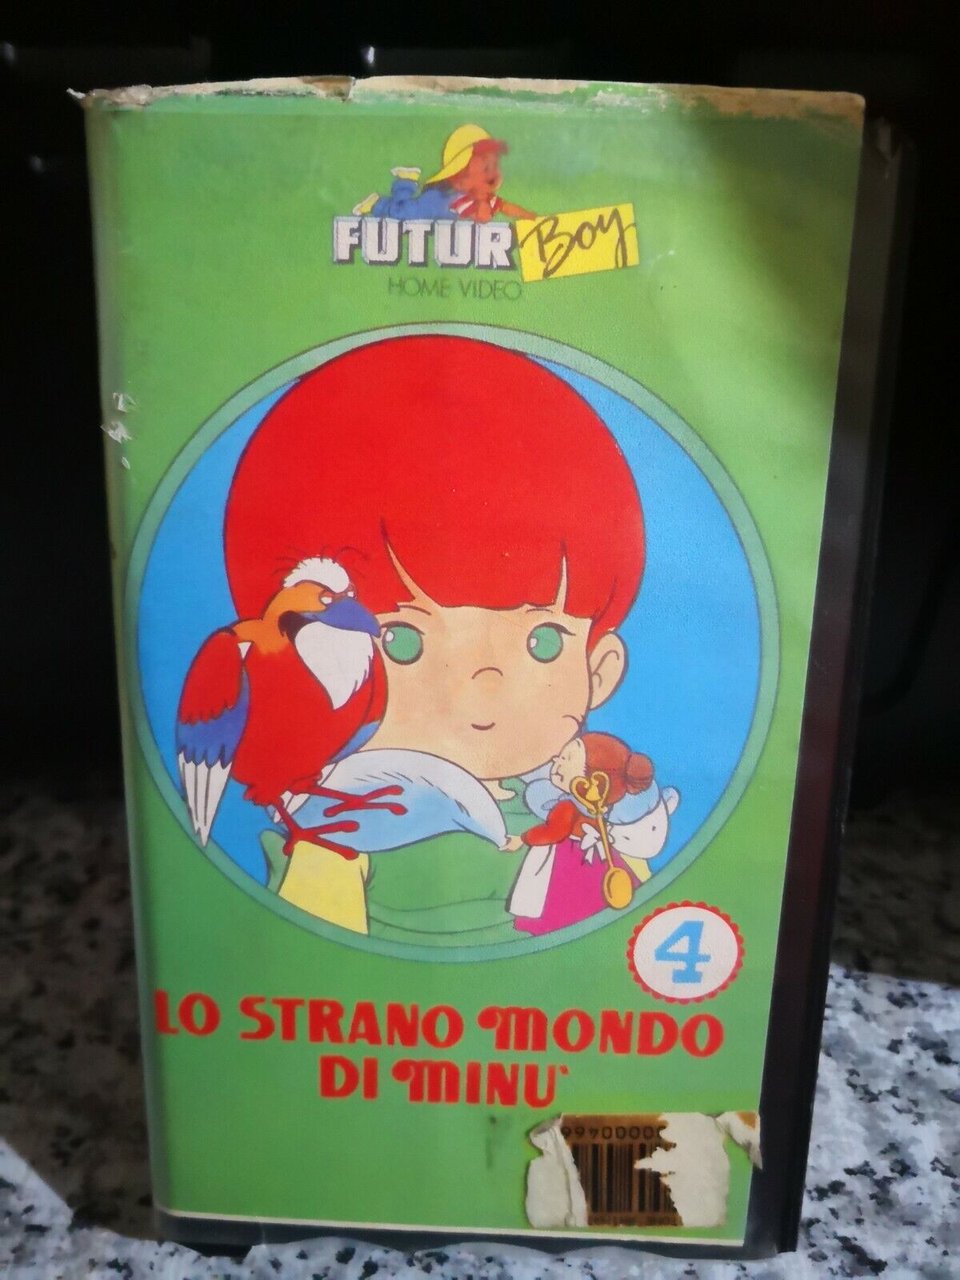 FUTUR Boy
HOME VIDEO
4
LO STRANO MONDO
DI MINU'